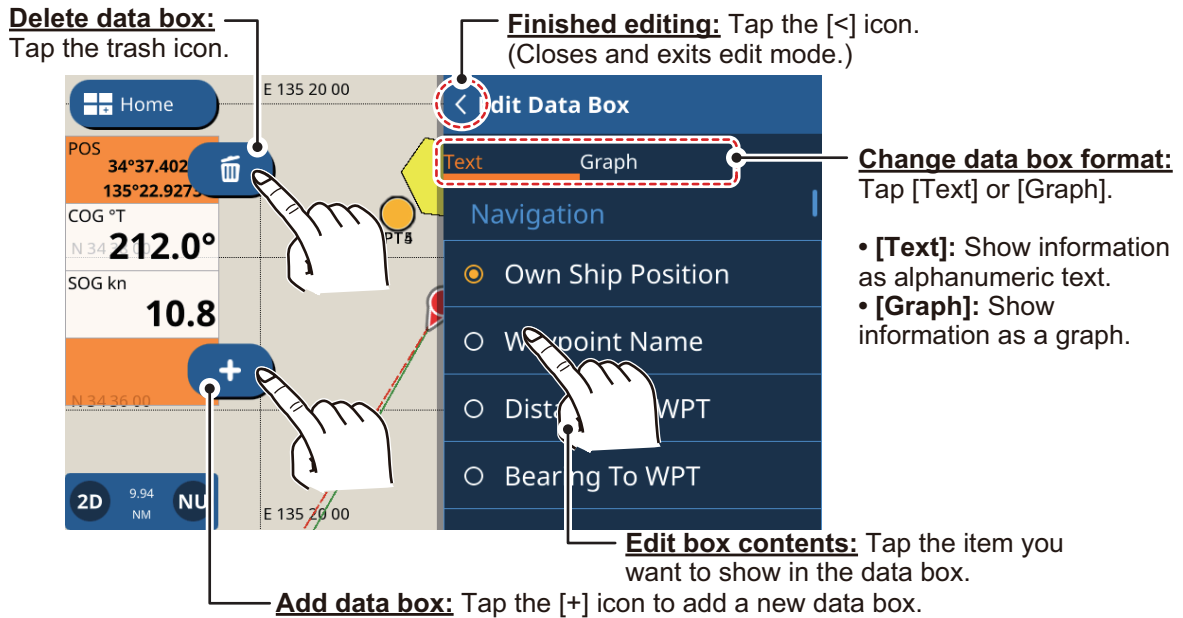 Delete data box:
Tap the trash icon.
Finished editing: Tap the [<] icon.
(Closes and exits edit mode.)
Home
E 135 20 00
< Edit Data Box
POS
34°37.402
135°22.927
Text Graph
Change data box format:
Tap [Text] or [Graph].
• [Text]: Show information
as alphanumeric text.
• [Graph]: Show
information as a graph.
COG °T
212.0°
N 34
SOG kn
10.8
Navigation
Own Ship Position
Waypoint Name
WPT
Bearing To WPT
+
N 34 36 00
2D
9.94
NM
NU
E 135 20 00
Edit box contents: Tap the item you
want to show in the data box.
Add data box: Tap the [+] icon to add a new data box.